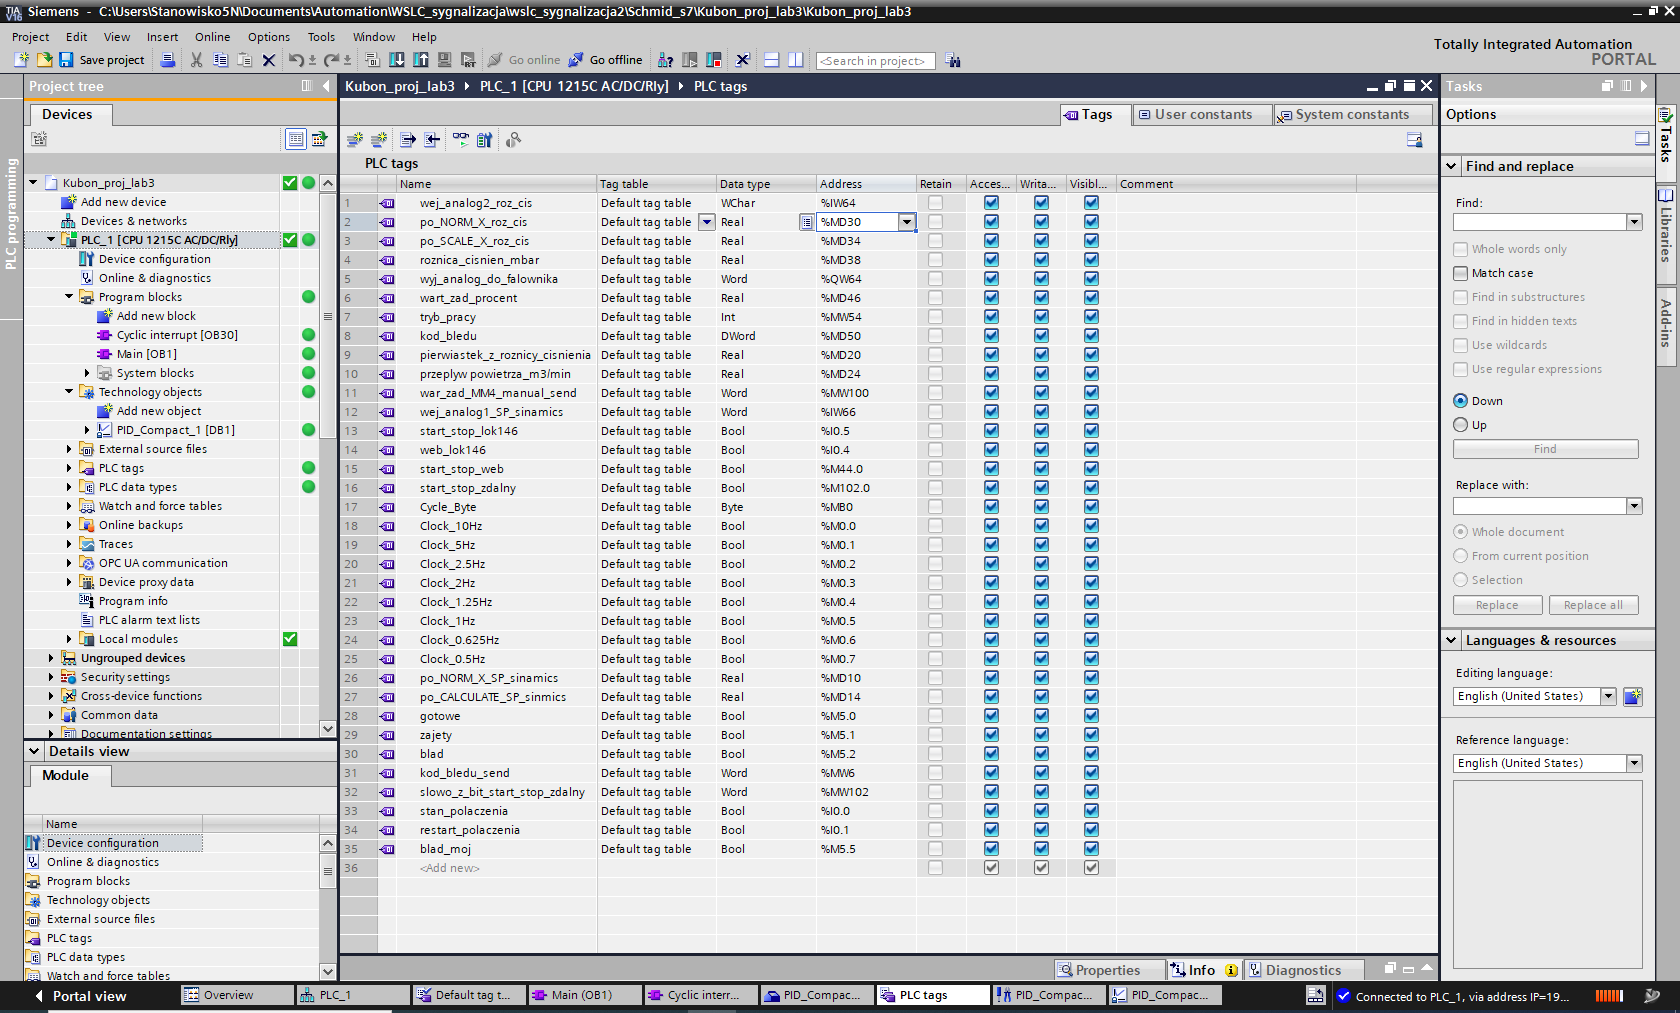 TIA V16 Siemens - C:\Users\Stanowisko5N\Documents\Automation\WSLC_sygnalizacja\wslc_sygnalizacja2\Schmid_s7\Kubon_proj_lab3\Kubon_proj_lab3
Project Edit View Insert Online Options Tools Window Help
Totally Integrated Automation
PORTAL
Save project Go online Go offline <Search in project>
Project tree
Devices
PLC programming
Kubon_proj_lab3
Add new device
Devices & networks
PLC_1 [CPU 1215C AC/DC/Rly]
Device configuration
Online & diagnostics
Program blocks
Add new block
Cyclic interrupt [OB30]
Main [OB1]
System blocks
Technology objects
Add new object
PID_Compact_1 [DB1]
External source files
PLC tags
PLC data types
Watch and force tables
Online backups
Traces
OPC UA communication
Device proxy data
Program info
PLC alarm text lists
Local modules
Ungrouped devices
Security settings
Cross-device functions
Common data
Documentation settings
Details view
Module
Name
Device configuration
Online & diagnostics
Program blocks
Technology objects
External source files
PLC tags
PLC data types
Watch and force tables
Kubon_proj_lab3 PLC_1 [CPU 1215C AC/DC/Rly] PLC tags
Tags User constants System constants
PLC tags
Name Tag table Data type Address Retain Acces... Writa... Visibl... Comment
1 wej_analog2_roz_cis Default tag table WChar %IW64
2 po_NORM_X_roz_cis Default tag table Real %MD30
3 po_SCALE_X_roz_cis Default tag table Real %MD34
4 roznica_cisnien_mbar Default tag table Real %MD38
5 wyj_analog_do_falownika Default tag table Word %QW64
6 wart_zad_procent Default tag table Real %MD46
7 tryb_pracy Default tag table Int %MW54
8 kod_bledu Default tag table DWord %MD50
9 pierwiastek_z_roznicy_cisnienia Default tag table Real %MD20
10 przeplyw powietrza_m3/min Default tag table Real %MD24
11 war_zad_MM4_manual_send Default tag table Word %MW100
12 wej_analog1_SP_sinamics Default tag table Word %IW66
13 start_stop_lok146 Default tag table Bool %I0.5
14 web_lok146 Default tag table Bool %I0.4
15 start_stop_web Default tag table Bool %M44.0
16 start_stop_zdalny Default tag table Bool %M102.0
17 Cycle_Byte Default tag table Byte %MB0
18 Clock_10Hz Default tag table Bool %M0.0
19 Clock_5Hz Default tag table Bool %M0.1
20 Clock_2.5Hz Default tag table Bool %M0.2
21 Clock_2Hz Default tag table Bool %M0.3
22 Clock_1.25Hz Default tag table Bool %M0.4
23 Clock_1Hz Default tag table Bool %M0.5
24 Clock_0.625Hz Default tag table Bool %M0.6
25 Clock_0.5Hz Default tag table Bool %M0.7
26 po_NORM_X_SP_sinamics Default tag table Real %MD10
27 po_CALCULATE_SP_sinmics Default tag table Real %MD14
28 gotowe Default tag table Bool %M5.0
29 zajety Default tag table Bool %M5.1
30 blad Default tag table Bool %M5.2
31 kod_bledu_send Default tag table Word %MW6
32 slowo_z_bit_start_stop_zdalny Default tag table Word %MW102
33 stan_polaczenia Default tag table Bool %I0.0
34 restart_polaczenia Default tag table Bool %I0.1
35 blad_moj Default tag table Bool %M5.5
36 <Add new>
Properties Info Diagnostics
Tasks
Options
Find and replace
Find:
Whole words only
Match case
Find in substructures
Find in hidden texts
Use wildcards
Use regular expressions
Down
Up
Find
Replace with:
Whole document
From current position
Selection
Replace Replace all
Languages & resources
Editing language:
English (United States)
Reference language:
English (United States)
Tasks
Libraries
Add-ins
Portal view Overview PLC_1 Default tag t... Main (OB1) Cyclic interr... PID_Compac... PLC tags PID_Compac... PID_Compac... Connected to PLC_1, via address IP=19...